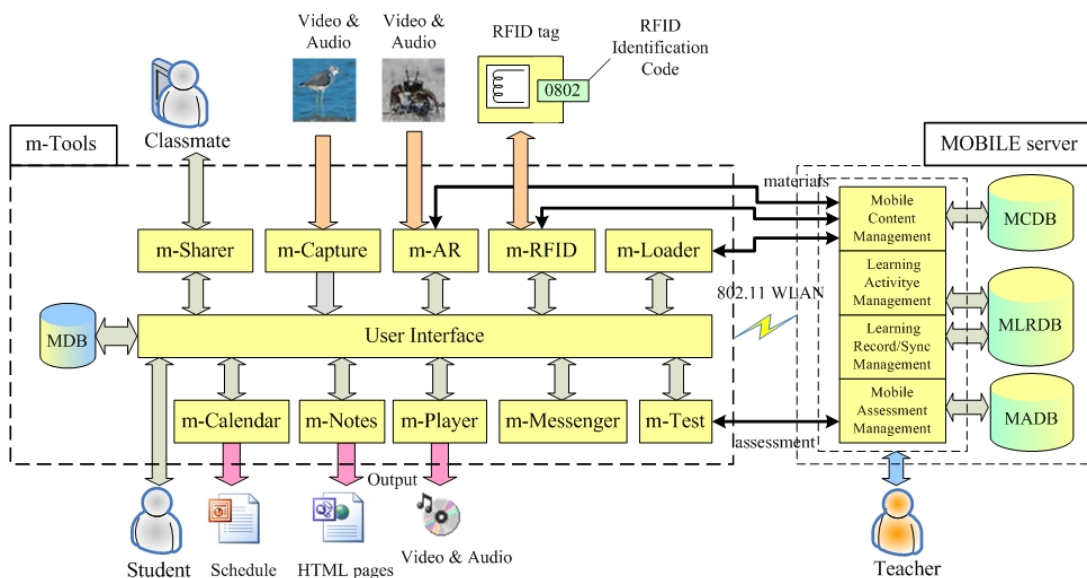 Video &
Audio
Video &
Audio
RFID tag
RFID
Identification
Code
0802
Classmate
m-Tools
MOBILE server
materials
m-Sharer
m-Capture
m-AR
m-RFID
m-Loader
Mobile
Content
Management
MCDB
Learning
Activitye
Management
802.11 WLAN
MDB
User Interface
Learning
Record/Sync
Management
MLRDB
m-Calendar
m-Notes
m-Player
m-Messenger
m-Test
Mobile
Assessment
Management
MADB
assessment
Output
Student
Schedule
HTML pages
Video & Audio
Teacher